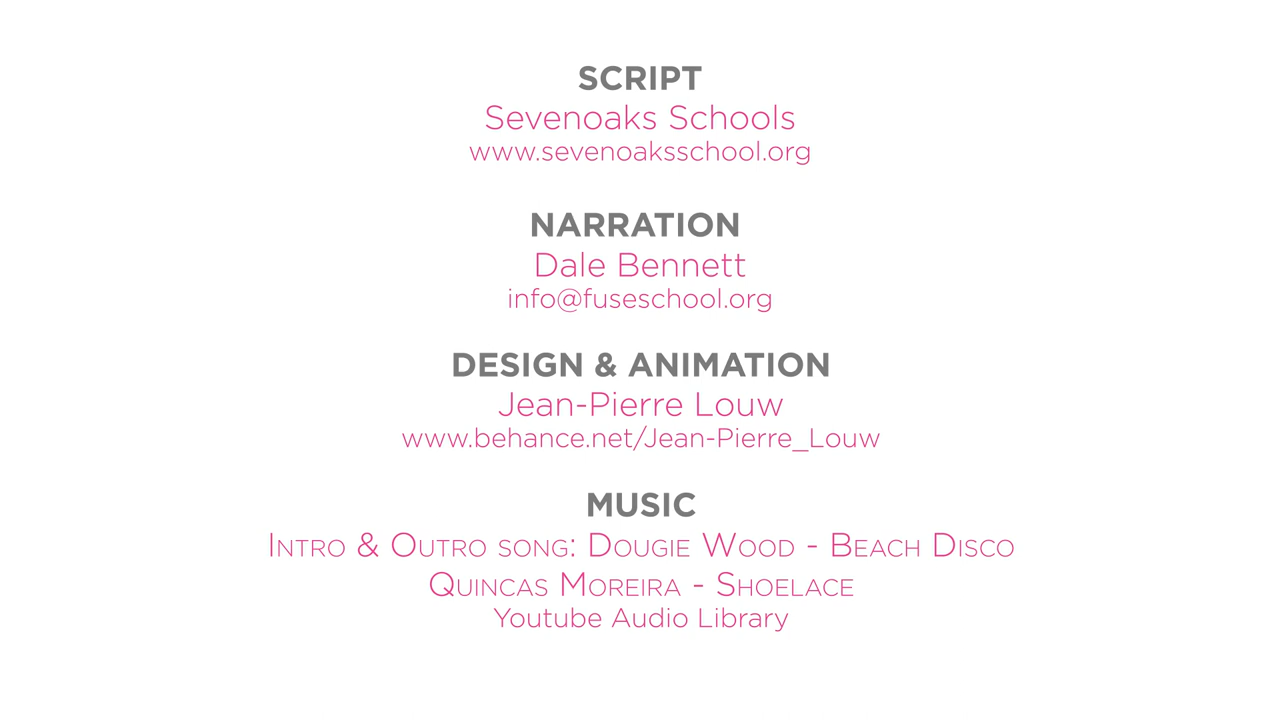 SCRIPT
Sevenoaks Schools
www.sevenoaksschool.org
NARRATION
Dale Bennett
info@fuseschool.org
DESIGN & ANIMATION
Jean-Pierre Louw
www.behance.net/Jean-Pierre_Louw
MUSIC
Intro & Outro song: Dougie Wood - Beach Disco
Quincas Moreira - Shoelace
Youtube Audio Library